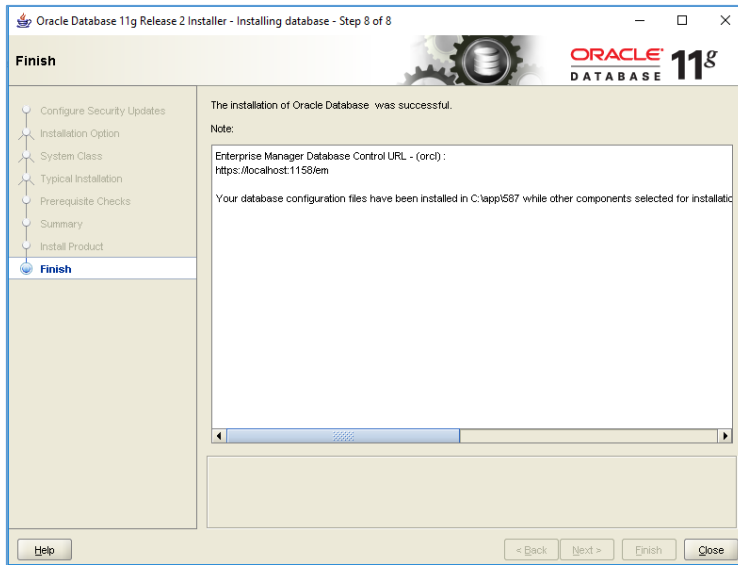 Oracle Database 11g Release 2 Installer - Installing database - Step 8 of 8
Finish
ORACLE
DATABASE
11g
Configure Security Updates
Installation Option
System Class
Typical Installation
Prerequisite Checks
Summary
Install Product
Finish
The installation of Oracle Database was successful.
Note:
Enterprise Manager Database Control URL - (orcl) :
https://localhost:1158/em
Your database configuration files have been installed in C:\app\587 while other components selected for installatio
Help
< Back
Next >
Finish
Close